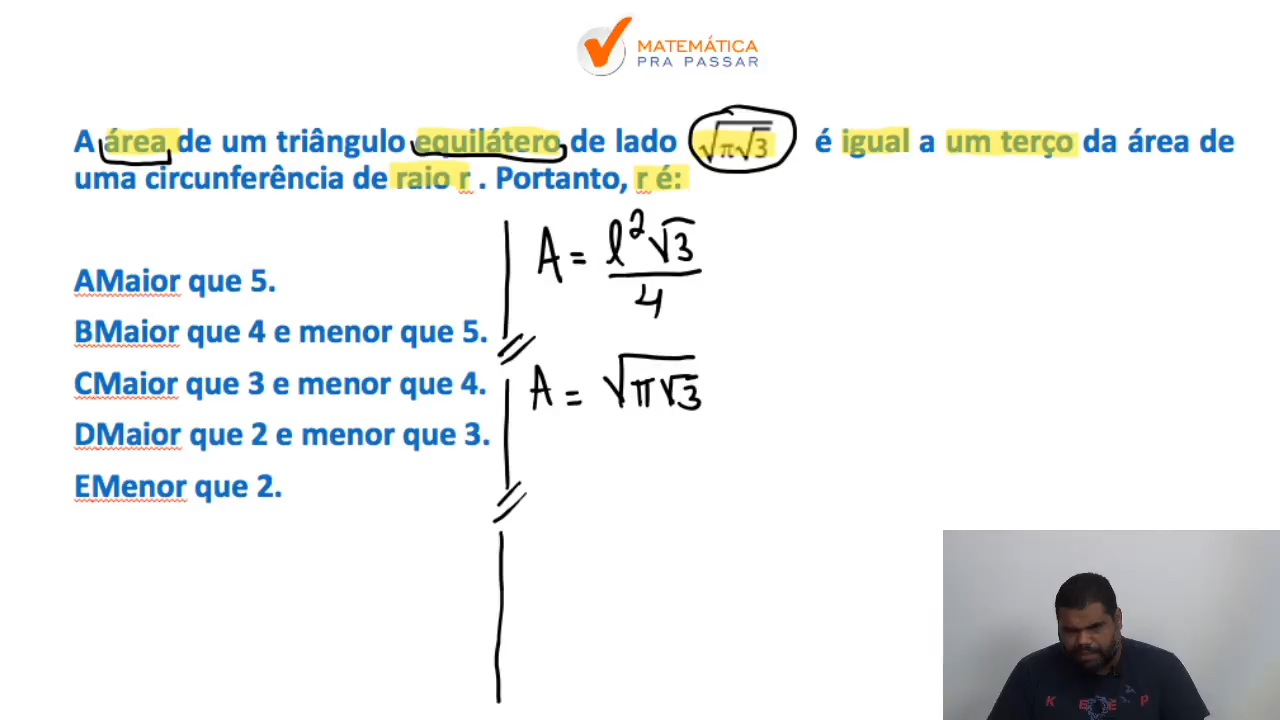 MATEMÁTICA
PRA PASSAR
A área de um triângulo equilátero de lado √π√3 é igual a um terço da área de
uma circunferência de raio r . Portanto, r é:
A = l²√3
4
AMaior que 5.
BMaior que 4 e menor que 5.
A = √π√3
CMaior que 3 e menor que 4.
DMaior que 2 e menor que 3.
EMenor que 2.
K E E P